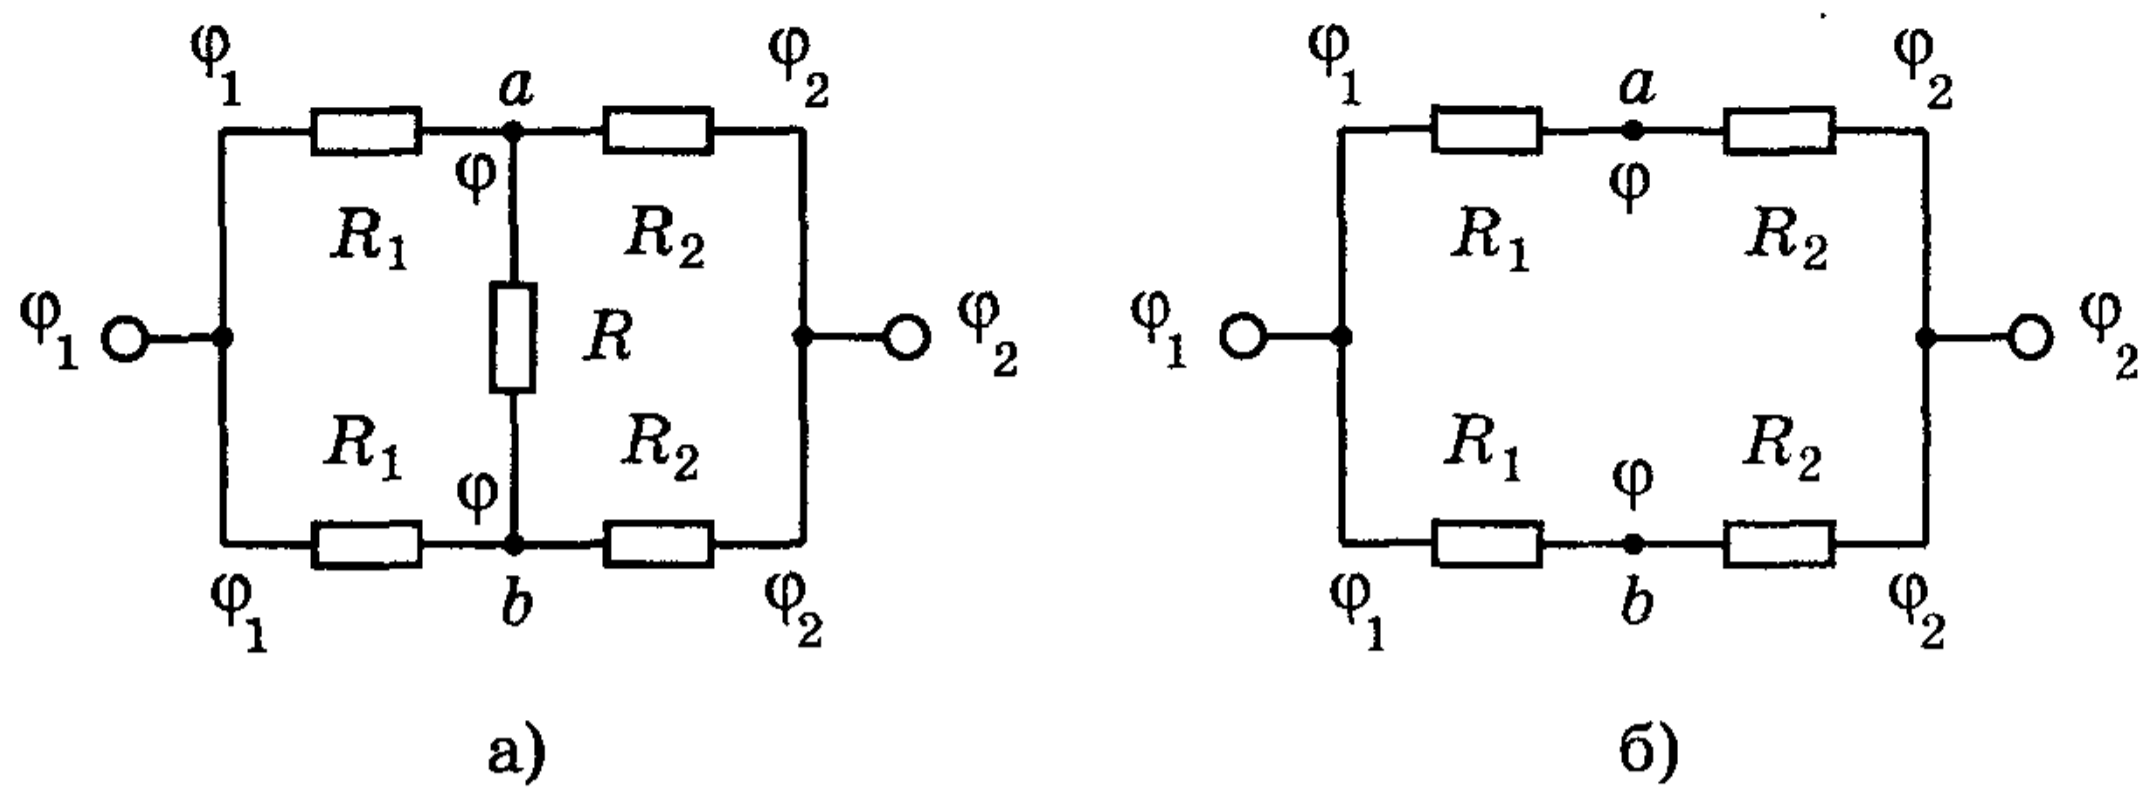 φ₁ a φ₂ φ₁ a φ₂
φ φ
R₁ R₂ R₁ R₂
φ₁ R φ₂ φ₁ φ₂
R₁ R₂ R₁ R₂
φ φ
φ₁ b φ₂ φ₁ b φ₂
а) б)